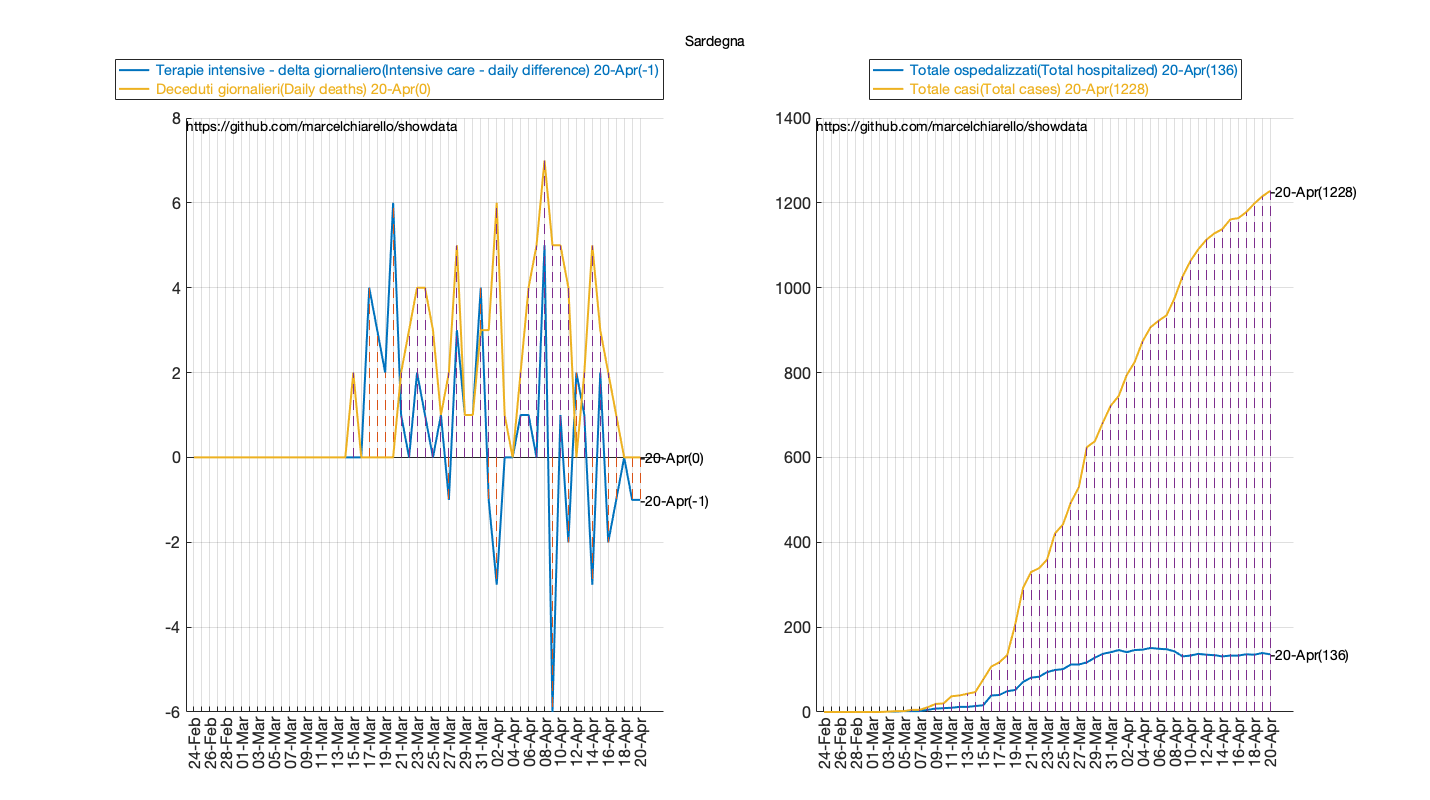 Sardegna
Terapie intensive - delta giornaliero(Intensive care - daily difference) 20-Apr(-1)
Deceduti giornalieri(Daily deaths) 20-Apr(0)
https://github.com/marcelchiarello/showdata
8
6
4
2
0
-2
-4
-6
-20-Apr(0)
-20-Apr(-1)
24-Feb
26-Feb
28-Feb
01-Mar
03-Mar
05-Mar
07-Mar
09-Mar
11-Mar
13-Mar
15-Mar
17-Mar
19-Mar
21-Mar
23-Mar
25-Mar
27-Mar
29-Mar
31-Mar
02-Apr
04-Apr
06-Apr
08-Apr
10-Apr
12-Apr
14-Apr
16-Apr
18-Apr
20-Apr
Totale ospedalizzati(Total hospitalized) 20-Apr(136)
Totale casi(Total cases) 20-Apr(1228)
https://github.com/marcelchiarello/showdata
1400
1200
1000
800
600
400
200
0
-20-Apr(1228)
-20-Apr(136)
24-Feb
26-Feb
28-Feb
01-Mar
03-Mar
05-Mar
07-Mar
09-Mar
11-Mar
13-Mar
15-Mar
17-Mar
19-Mar
21-Mar
23-Mar
25-Mar
27-Mar
29-Mar
31-Mar
02-Apr
04-Apr
06-Apr
08-Apr
10-Apr
12-Apr
14-Apr
16-Apr
18-Apr
20-Apr